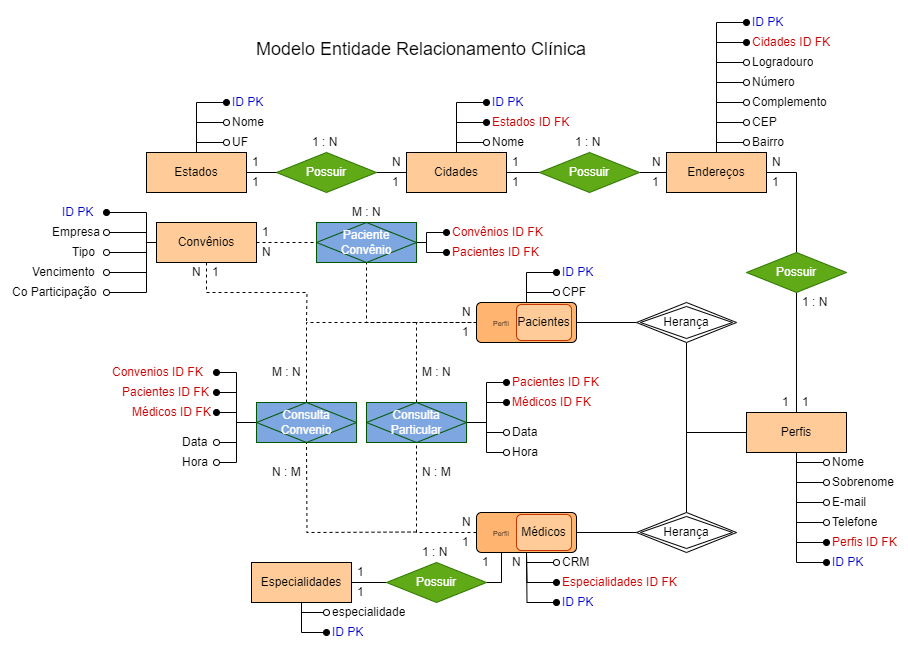 Modelo Entidade Relacionamento Clínica
ID PK
Cidades ID FK
Logradouro
Número
Complemento
CEP
Bairro
ID PK
Nome
UF
ID PK
Estados ID FK
Nome
1 : N
1 : N
Estados
1
1
Possuir
N
1
Cidades
1
1
Possuir
N
1
Endereços
N
1
ID PK
Empresa
Tipo
Vencimento
Co Participação
Convênios
1
N
N
1
M : N
Paciente
Convênio
Convênios ID FK
Pacientes ID FK
Possuir
1 : N
ID PK
CPF
N
1
Perfil
Pacientes
Herança
Convenios ID FK
Pacientes ID FK
Médicos ID FK
Data
Hora
M : N
Consulta
Convenio
N : M
M : N
Consulta
Particular
N : M
Pacientes ID FK
Médicos ID FK
Data
Hora
1
1
Perfis
Nome
Sobrenome
E-mail
Telefone
Perfis ID FK
ID PK
N
1
Perfil
Médicos
Herança
1
N
CRM
Especialidades ID FK
ID PK
1 : N
Especialidades
1
1
Possuir
especialidade
ID PK